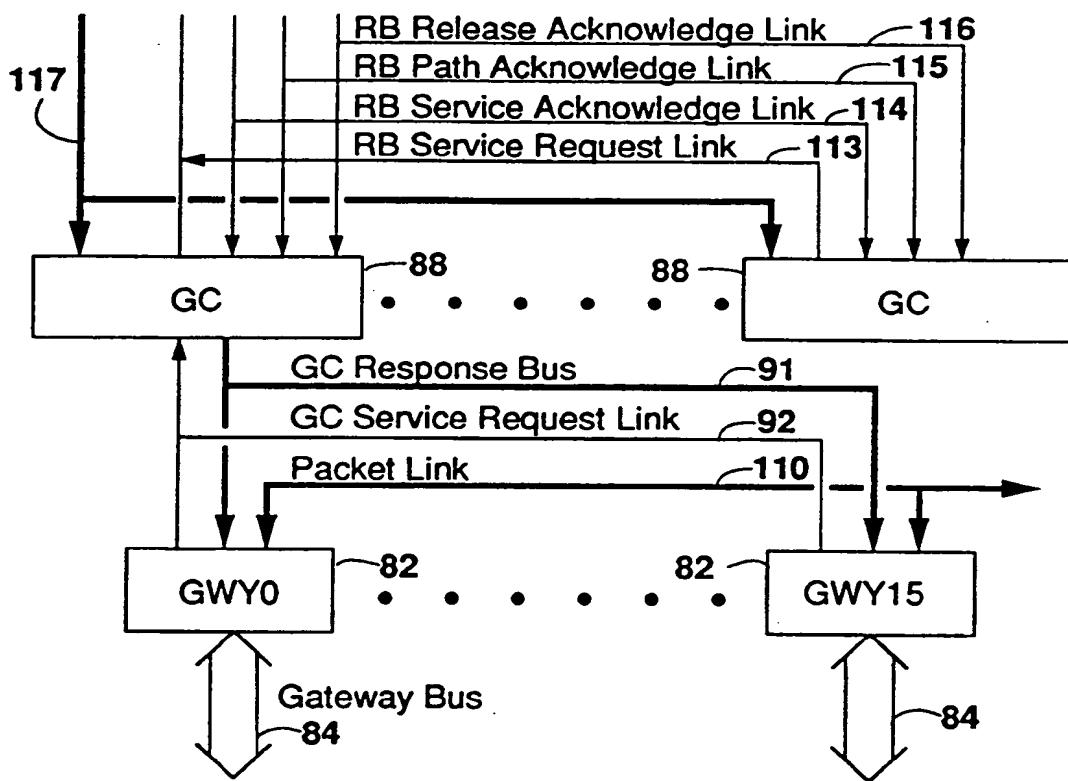 RB Release Acknowledge Link 116
117 RB Path Acknowledge Link 115
RB Service Acknowledge Link 114
RB Service Request Link 113
88 88
GC GC
GC Response Bus 91
GC Service Request Link 92
Packet Link 110
82 82
GWY0 GWY15
Gateway Bus
84 84